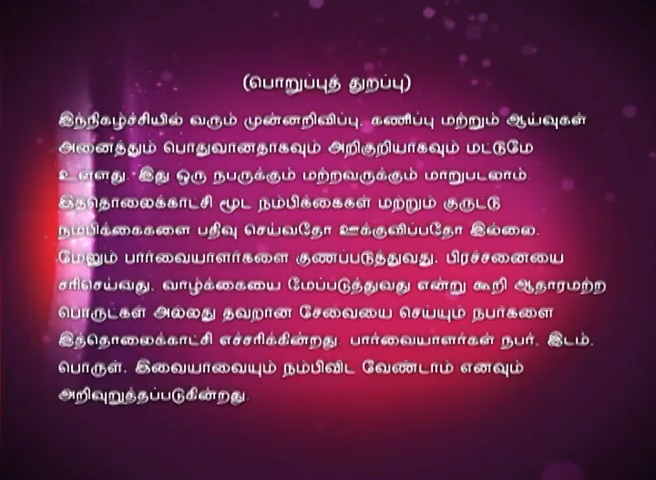 (பொறுப்புத் துறப்பு)
இந்நிகழ்ச்சியில் வரும் முன்னறிவிப்பு, கணிப்பு மற்றும் ஆய்வுகள்
அனைத்தும் பொதுவானதாகவும் அறிகுறியாகவும் மட்டுமே
உள்ளது. இது ஒரு நபருக்கும் மற்றவருக்கும் மாறுபடலாம்.
இந்தொலைக்காட்சி மூட நம்பிக்கைகள் மற்றும் குருட்டு
நம்பிக்கைகளை பதிவு செய்வதோ ஊக்குவிப்பதோ இல்லை.
மேலும் பார்வையாளர்களை குணப்படுத்துவது, பிரச்சனையை
சரிசெய்வது, வாழ்க்கையை மேப்படுத்துவது என்று கூறி ஆதாரமற்ற
பொருட்கள் அல்லது தவறான சேவையை செய்யும் நபர்களை
இந்தொலைக்காட்சி எச்சரிக்கின்றது. பார்வையாளர்கள் நபர், இடம்,
பொருள், இவையாவையும் நம்பிவிட வேண்டாம் எனவும்
அறிவுறுத்தப்படுகின்றது.